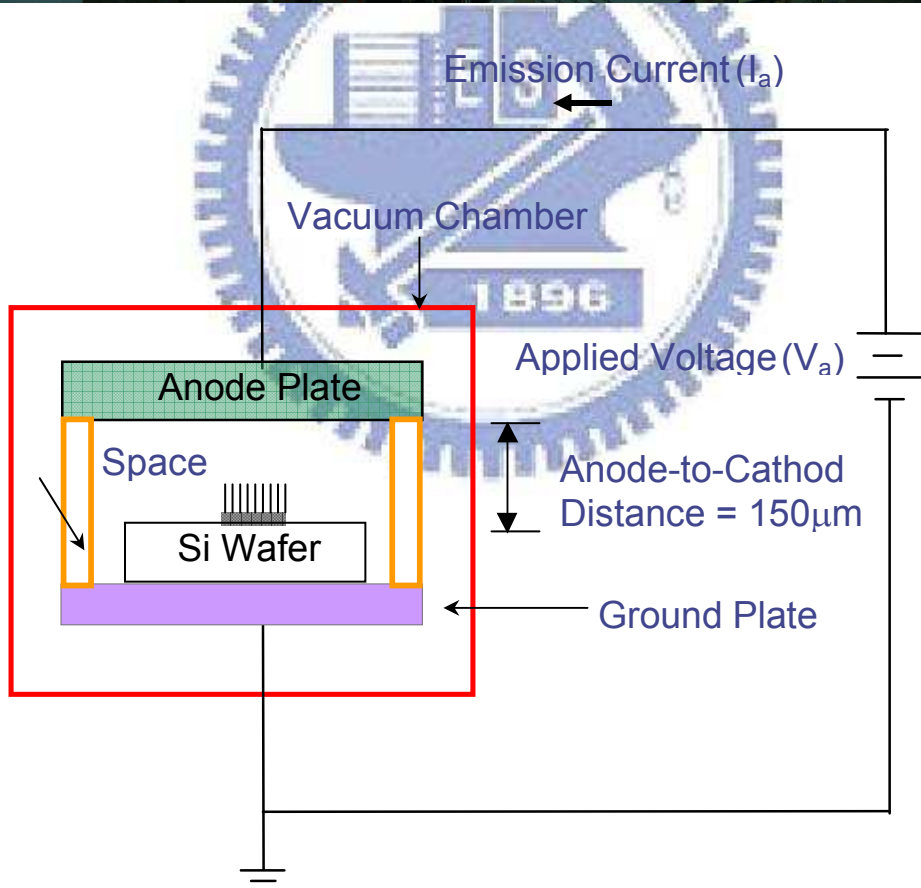 Emission Current (Iₐ)
Vacuum Chamber
1896
Applied Voltage (Vₐ)
Anode Plate
Space
Anode-to-Cathod
Distance = 150μm
Si Wafer
Ground Plate